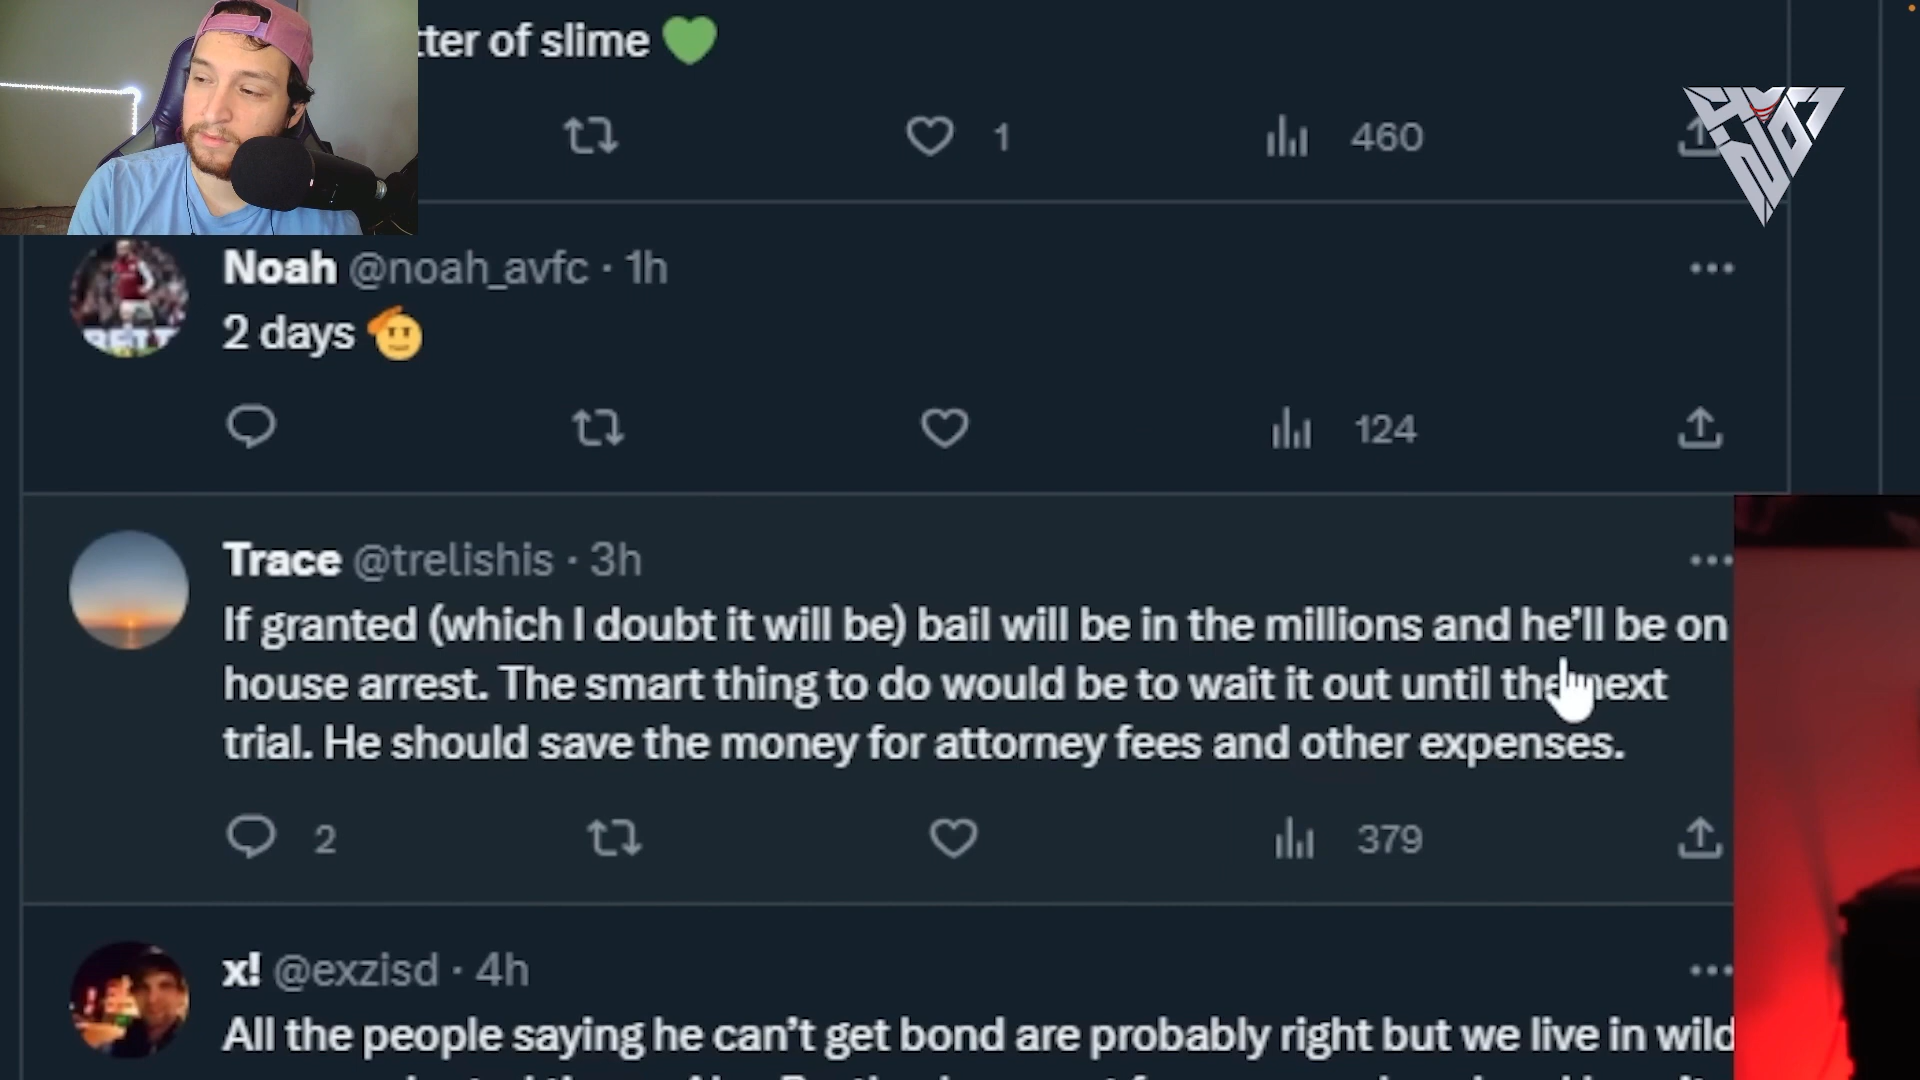 tter of slime 💚
1 460
Noah @noah_avfc · 1h
2 days 🫡
124
Trace @trelishis · 3h
If granted (which I doubt it will be) bail will be in the millions and he’ll be on
house arrest. The smart thing to do would be to wait it out until the next
trial. He should save the money for attorney fees and other expenses.
2 379
x! @exzisd · 4h
All the people saying he can’t get bond are probably right but we live in wild